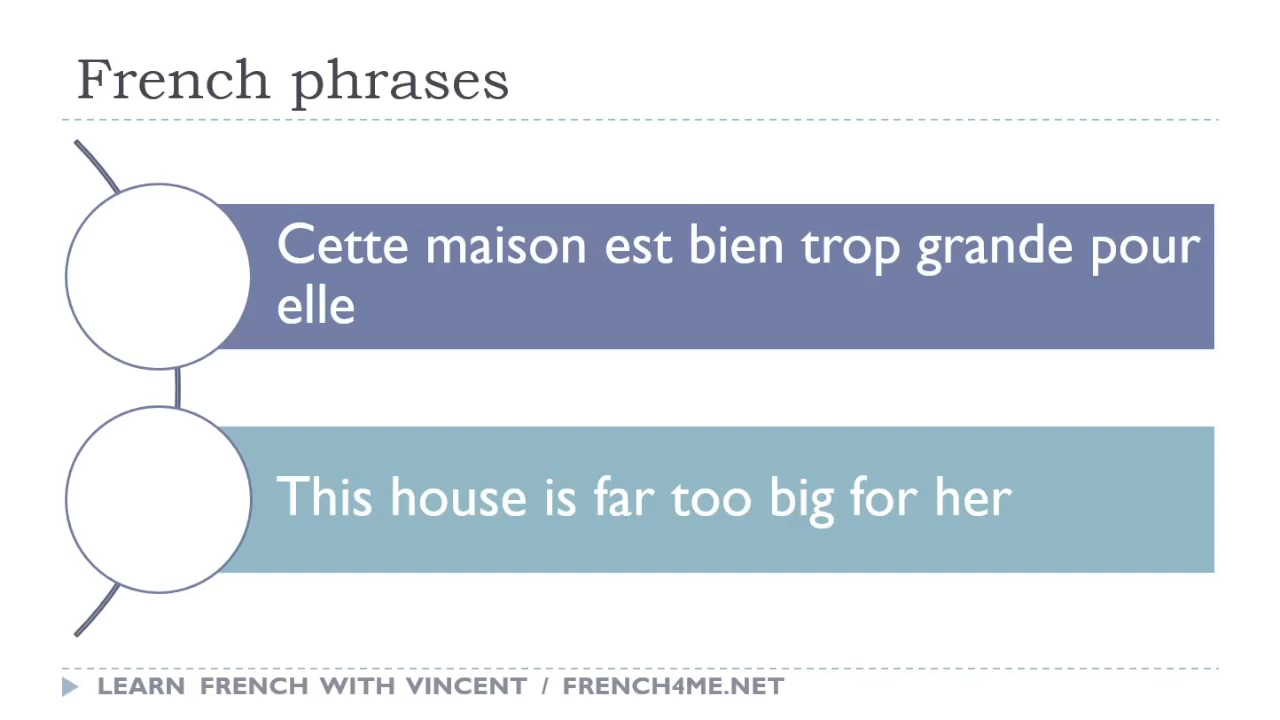 French phrases
Cette maison est bien trop grande pour
elle
This house is far too big for her
LEARN FRENCH WITH VINCENT / FRENCH4ME.NET